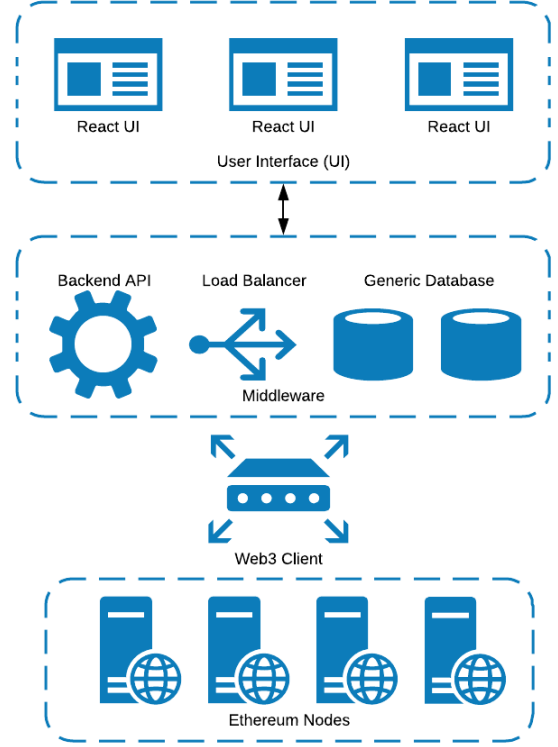 React UI
React UI
React UI
User Interface (UI)
Backend API
Load Balancer
Generic Database
Middleware
Web3 Client
Ethereum Nodes